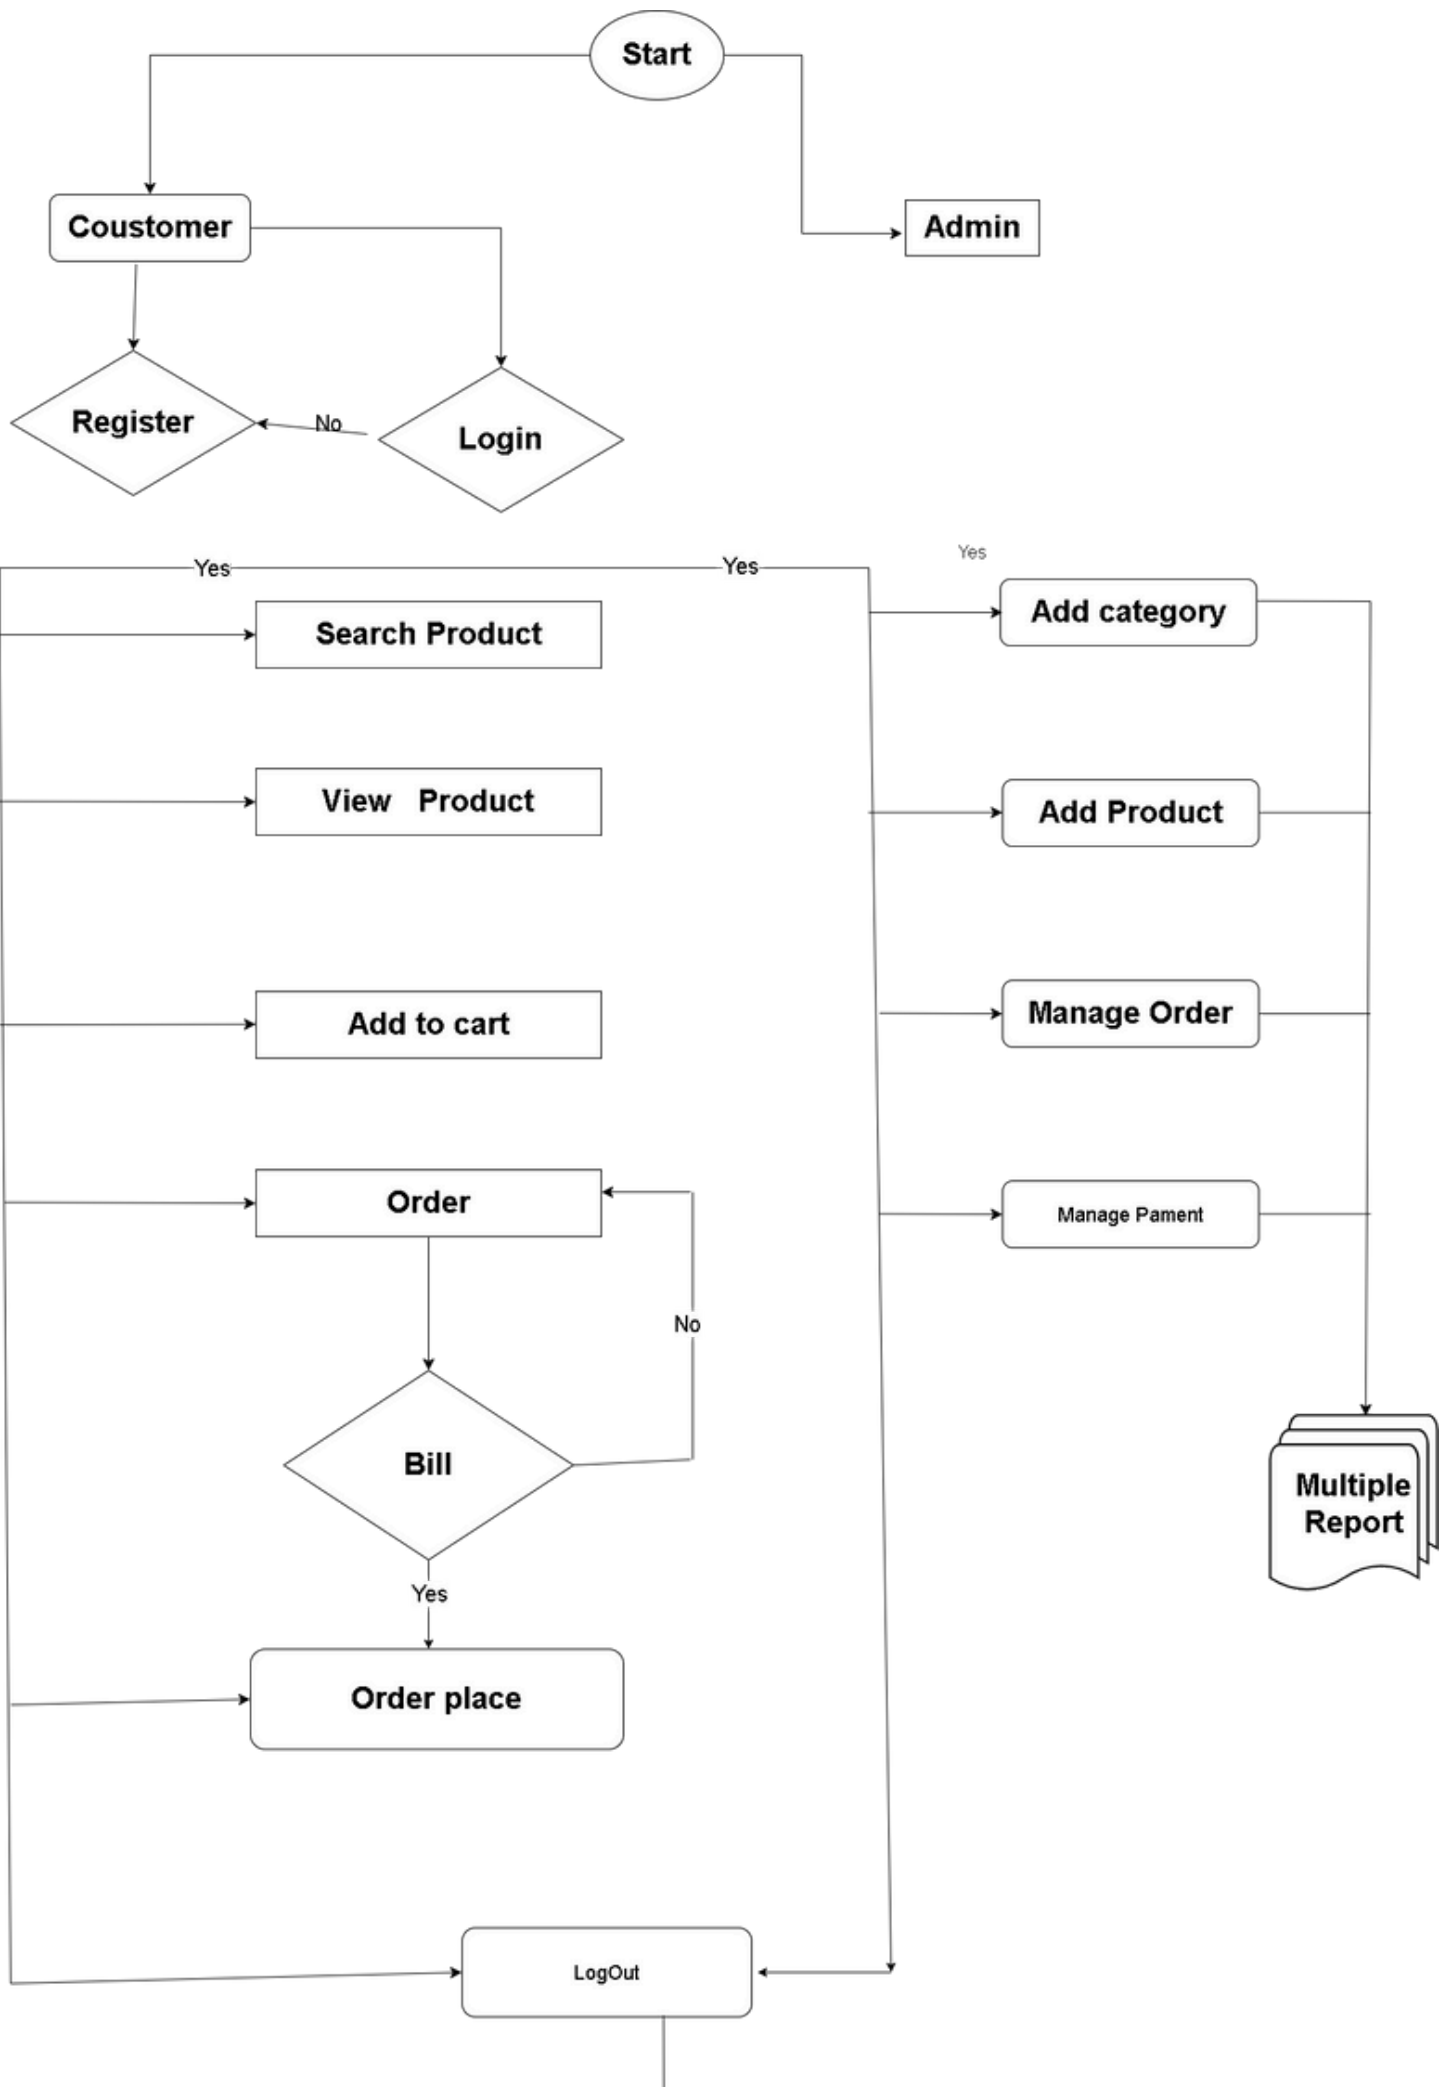 Start
Coustomer
Admin
Register
No
Login
Yes
Yes
Yes
Search Product
Add category
View Product
Add Product
Add to cart
Manage Order
Order
Manage Pament
No
Bill
Multiple
Report
Yes
Order place
LogOut